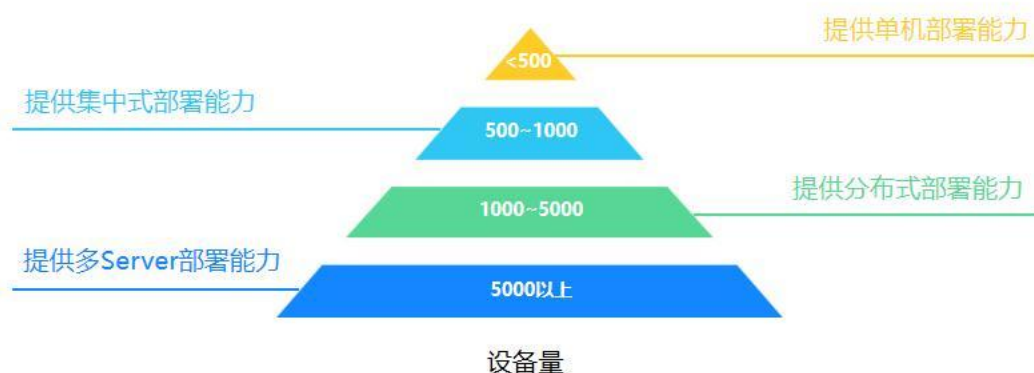 提供单机部署能力
<500
提供集中式部署能力
500~1000
提供分布式部署能力
1000~5000
提供多Server部署能力
5000以上
设备量